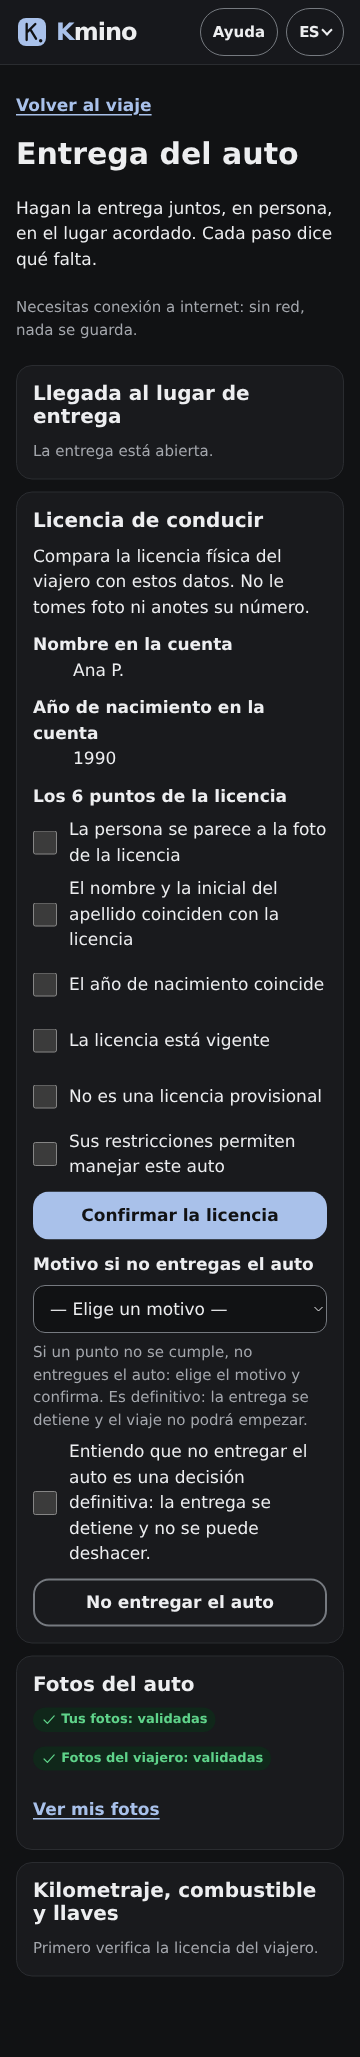 Kmino
Ayuda
ES
Volver al viaje
Entrega del auto
Hagan la entrega juntos, en persona,
en el lugar acordado. Cada paso dice
qué falta.
Necesitas conexión a internet: sin red,
nada se guarda.
Llegada al lugar de
entrega
La entrega está abierta.
Licencia de conducir
Compara la licencia física del
viajero con estos datos. No le
tomes foto ni anotes su número.
Nombre en la cuenta
Ana P.
Año de nacimiento en la
cuenta
1990
Los 6 puntos de la licencia
La persona se parece a la foto
de la licencia
El nombre y la inicial del
apellido coinciden con la
licencia
El año de nacimiento coincide
La licencia está vigente
No es una licencia provisional
Sus restricciones permiten
manejar este auto
Confirmar la licencia
Motivo si no entregas el auto
— Elige un motivo —
Si un punto no se cumple, no
entregues el auto: elige el motivo y
confirma. Es definitivo: la entrega se
detiene y el viaje no podrá empezar.
Entiendo que no entregar el
auto es una decisión
definitiva: la entrega se
detiene y no se puede
deshacer.
No entregar el auto
Fotos del auto
Tus fotos: validadas
Fotos del viajero: validadas
Ver mis fotos
Kilometraje, combustible
y llaves
Primero verifica la licencia del viajero.